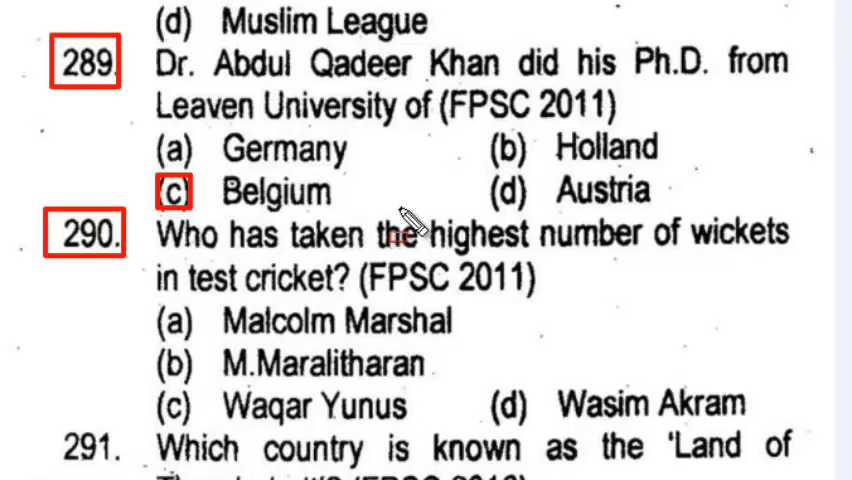 (d) Muslim League
289. Dr. Abdul Qadeer Khan did his Ph.D. from
Leaven University of (FPSC 2011)
(a) Germany (b) Holland
(c) Belgium (d) Austria
290. Who has taken the highest number of wickets
in test cricket? (FPSC 2011)
(a) Malcolm Marshal
(b) M.Maralitharan
(c) Waqar Yunus (d) Wasim Akram
291. Which country is known as the 'Land of